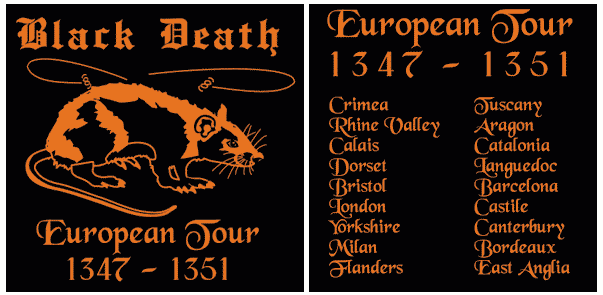 Black Death
European Tour
1347 - 1351
European Tour
1347 - 1351
Crimea
Rhine Valley
Calais
Dorset
Bristol
London
Yorkshire
Milan
Flanders
Tuscany
Aragon
Catalonia
Languedoc
Barcelona
Castile
Canterbury
Bordeaux
East Anglia